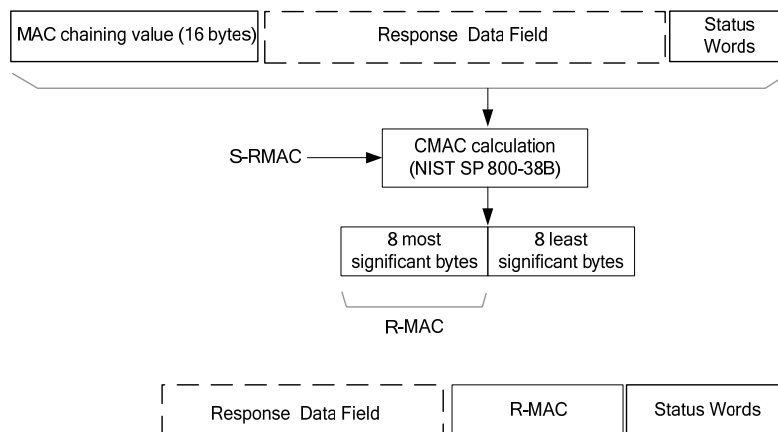 MAC chaining value (16 bytes)
Response Data Field
Status
Words
S-RMAC
CMAC calculation
(NIST SP 800-38B)
8 most
significant bytes
8 least
significant bytes
R-MAC
Response Data Field
R-MAC
Status Words